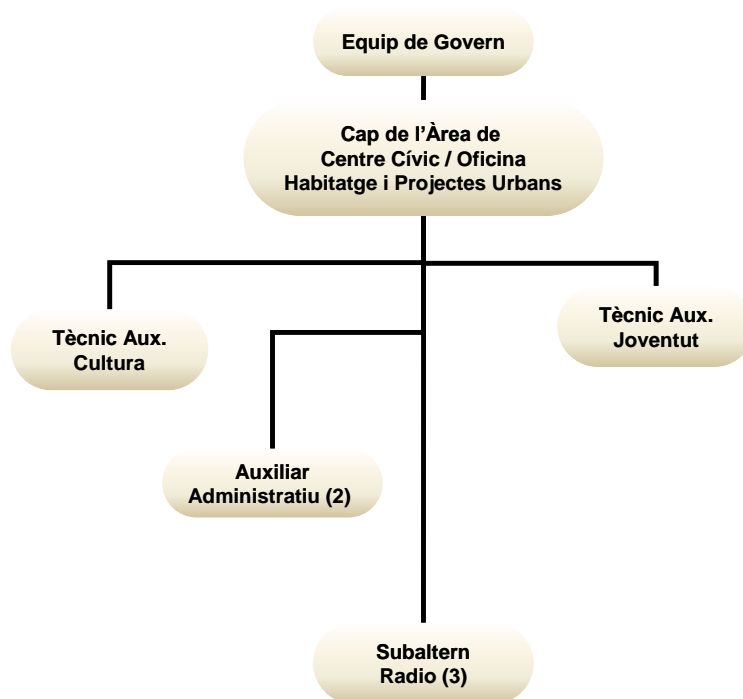 Equip de Govern
Cap de l'Àrea de
Centre Cívic / Oficina
Habitatge i Projectes Urbans
Tècnic Aux.
Cultura
Tècnic Aux.
Joventut
Auxiliar
Administratiu (2)
Subaltern
Radio (3)